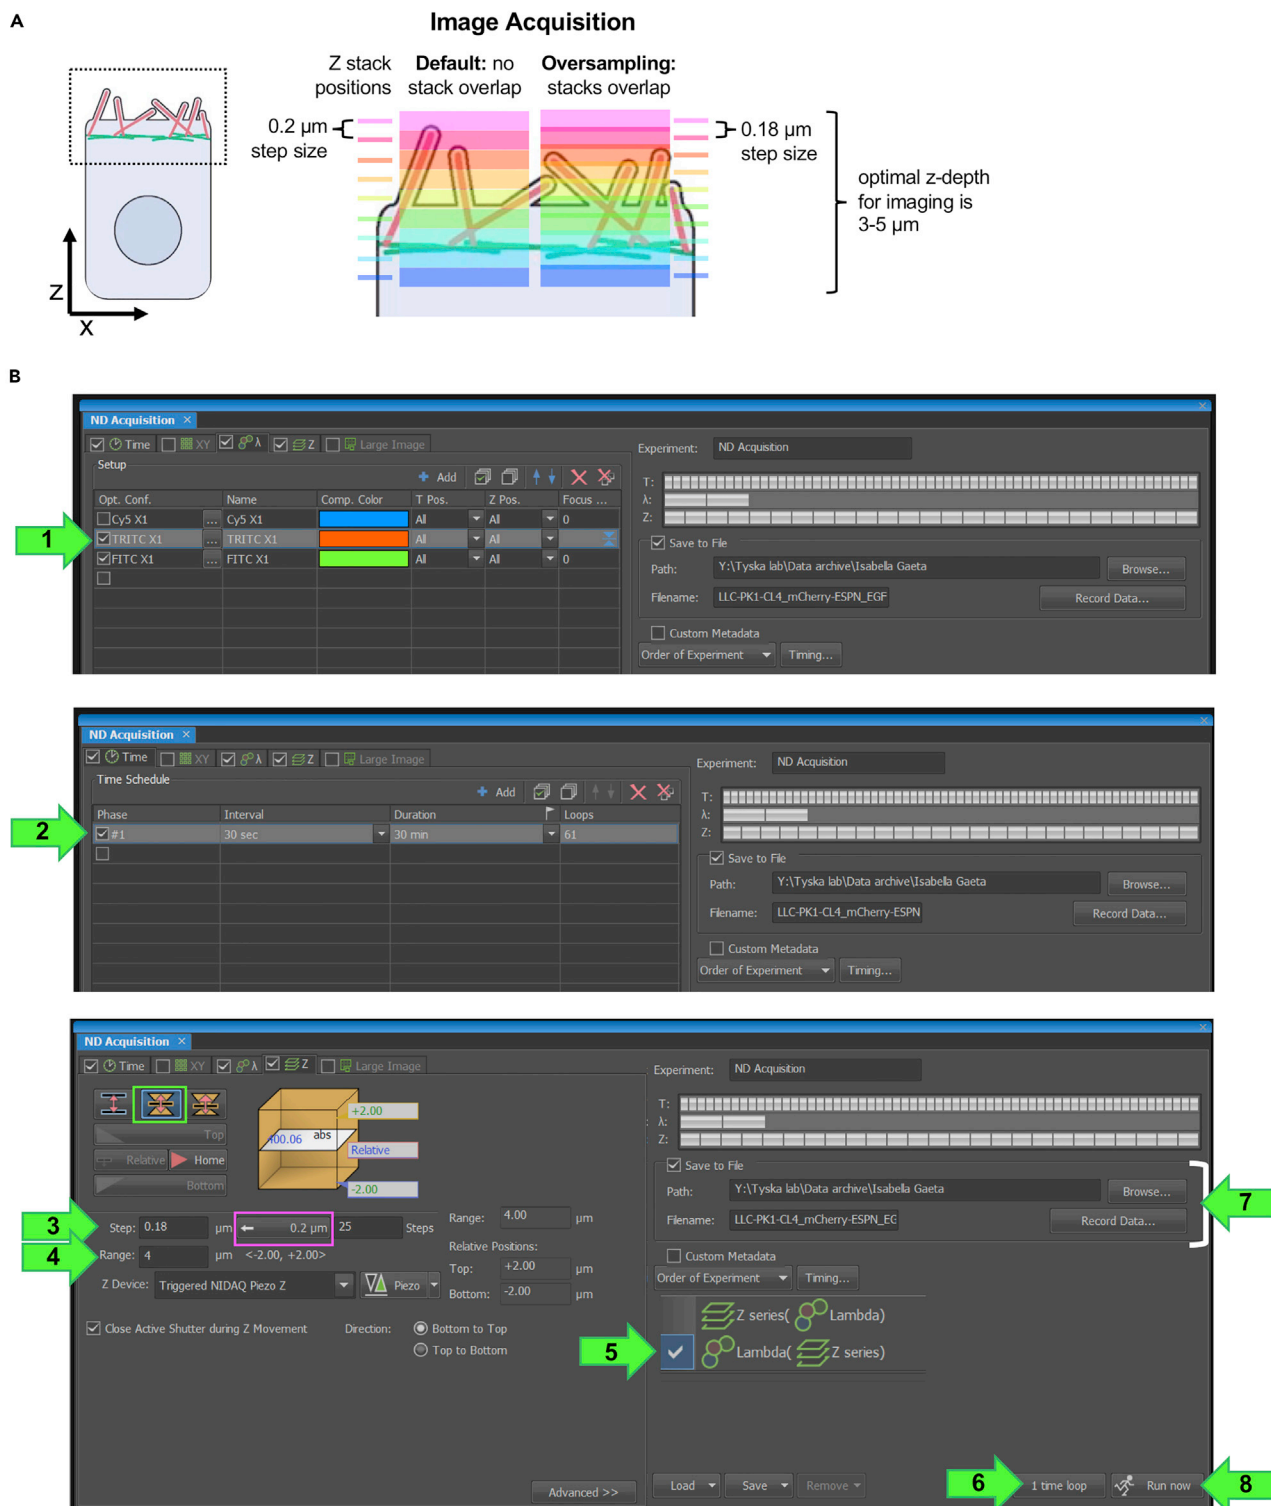 A
Image Acquisition
Z stack positions
Default: no stack overlap
Oversampling: stacks overlap
0.2 µm step size
0.18 µm step size
optimal z-depth for imaging is 3-5 µm
Z
X
B
ND Acquisition ×
Time XY λ Z Large Image
Setup
Add
Opt. Conf. Name Comp. Color T Pos. Z Pos. Focus ...
Cy5 X1 ... Cy5 X1 All All 0
1
TRITC X1 ... TRITC X1 All All
FITC X1 ... FITC X1 All All 0
Experiment: ND Acquisition
T:
λ:
Z:
Save to File
Path: Y:\Tyska lab\Data archive\Isabella Gaeta Browse...
Filename: LLC-PK1-CL4_mCherry-ESPN_EGF Record Data...
Custom Metadata
Order of Experiment Timing...
ND Acquisition ×
Time XY λ Z Large Image
Time Schedule
Add
Phase Interval Duration Loops
2
#1 30 sec 30 min 61
Experiment: ND Acquisition
T:
λ:
Z:
Save to File
Path: Y:\Tyska lab\Data archive\Isabella Gaeta Browse...
Filename: LLC-PK1-CL4_mCherry-ESPN Record Data...
Custom Metadata
Order of Experiment Timing...
ND Acquisition ×
Time XY λ Z Large Image
Top
Relative Home
Bottom
+2.00
abs
Relative
-2.00
3
Step: 0.18 µm 0.2 µm 25 Steps
4
Range: 4 µm <-2.00, +2.00>
Range: 4.00 µm
Relative Positions:
Top: +2.00 µm
Bottom: -2.00 µm
Z Device: Triggered NIDAQ Piezo Z Piezo
Close Active Shutter during Z Movement
Direction: Bottom to Top
Top to Bottom
Advanced >>
Experiment: ND Acquisition
T:
λ:
Z:
Save to File
Path: Y:\Tyska lab\Data archive\Isabella Gaeta Browse...
7
Filename: LLC-PK1-CL4_mCherry-ESPN_EG Record Data...
Custom Metadata
Order of Experiment Timing...
Z series( Lambda)
5
Lambda( Z series)
Load Save Remove
6
1 time loop
Run now
8